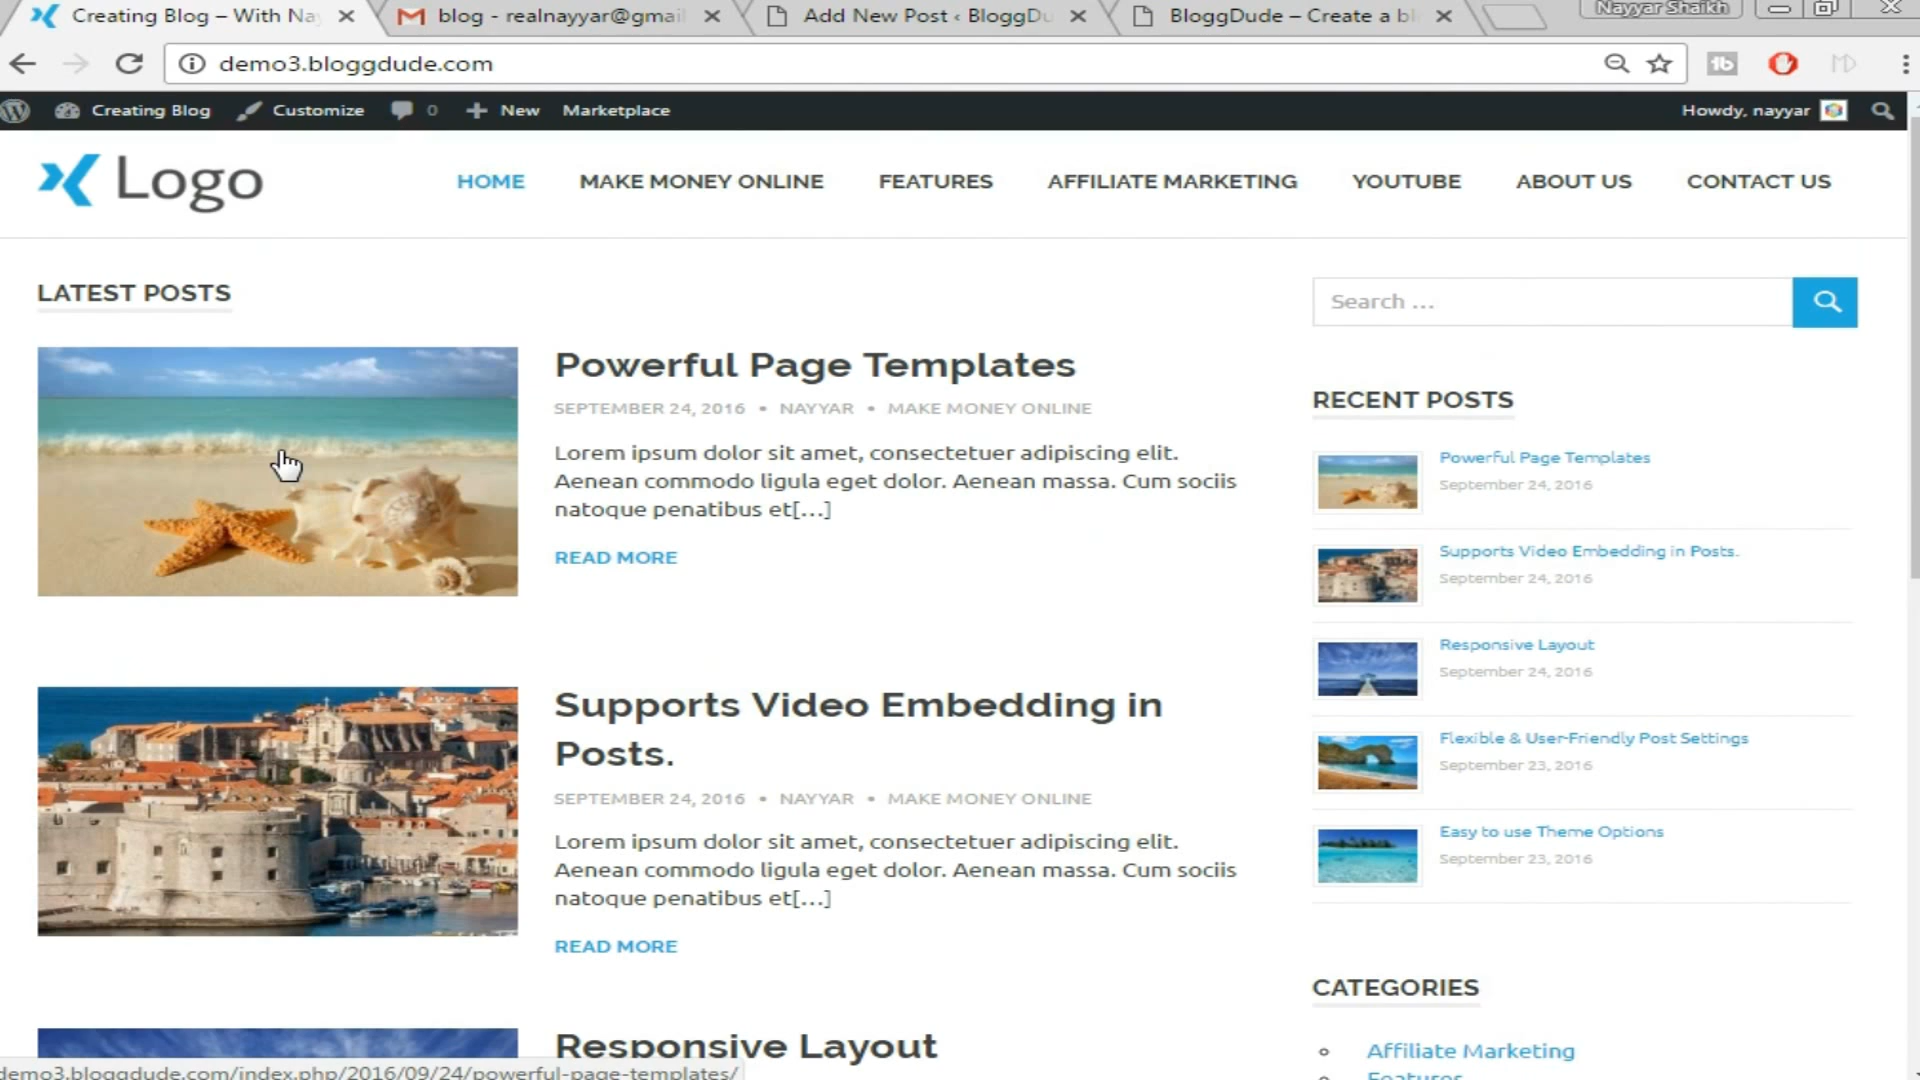 Creating Blog – With Na
blog - realnayyar@gmail
Add New Post ‹ BloggDu
BloggDude – Create a bl
Nayyar Shaikh
demo3.bloggdude.com
Creating Blog
Customize
0
New
Marketplace
Howdy, nayyar
Logo
HOME
MAKE MONEY ONLINE
FEATURES
AFFILIATE MARKETING
YOUTUBE
ABOUT US
CONTACT US
LATEST POSTS
Powerful Page Templates
SEPTEMBER 24, 2016 • NAYYAR • MAKE MONEY ONLINE
Lorem ipsum dolor sit amet, consectetuer adipiscing elit.
Aenean commodo ligula eget dolor. Aenean massa. Cum sociis
natoque penatibus et[...]
READ MORE
Supports Video Embedding in
Posts.
SEPTEMBER 24, 2016 • NAYYAR • MAKE MONEY ONLINE
Lorem ipsum dolor sit amet, consectetuer adipiscing elit.
Aenean commodo ligula eget dolor. Aenean massa. Cum sociis
natoque penatibus et[...]
READ MORE
Responsive Layout
Search ...
RECENT POSTS
Powerful Page Templates
September 24, 2016
Supports Video Embedding in Posts.
September 24, 2016
Responsive Layout
September 24, 2016
Flexible & User-Friendly Post Settings
September 23, 2016
Easy to use Theme Options
September 23, 2016
CATEGORIES
Affiliate Marketing
Features
demo3.bloggdude.com/index.php/2016/09/24/powerful-page-templates/